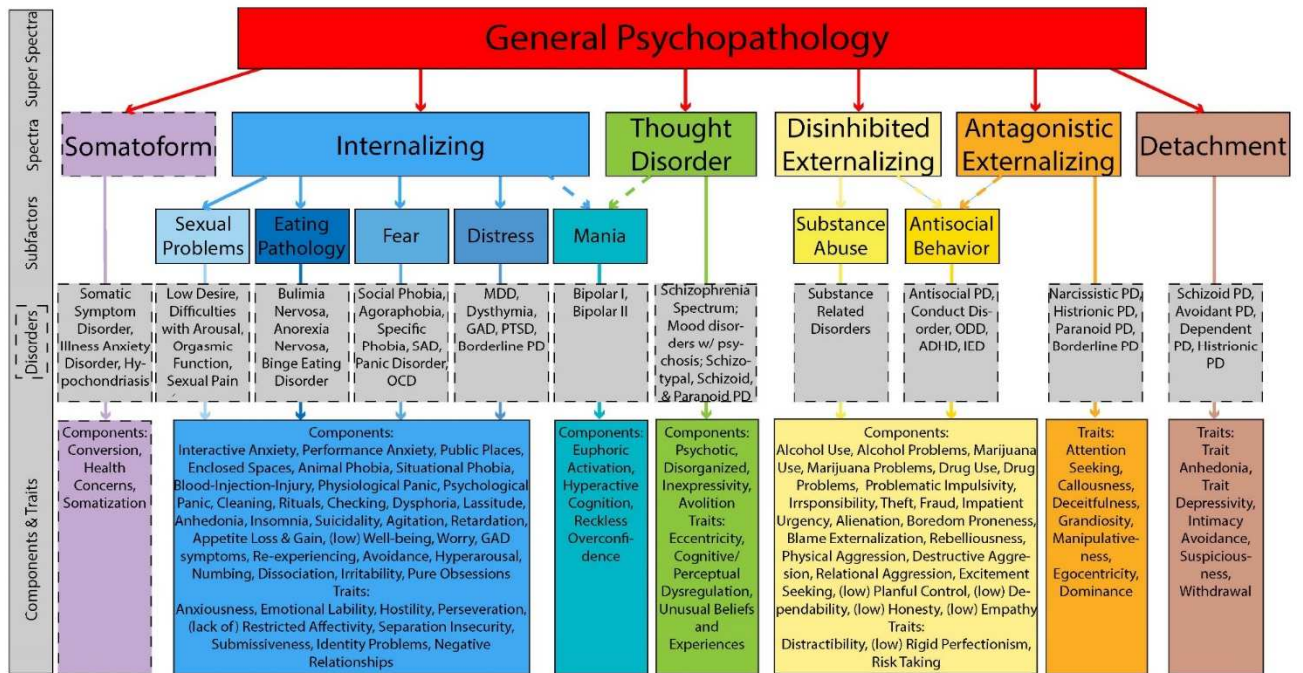 Super Spectra
General Psychopathology
Spectra
Somatoform
Internalizing
Thought
Disorder
Disinhibited
Externalizing
Antagonistic
Externalizing
Detachment
Subfactors
Sexual
Problems
Eating
Pathology
Fear
Distress
Mania
Substance
Abuse
Antisocial
Behavior
Disorders
Somatic
Symptom
Disorder,
Illness Anxiety
Disorder, Hy-
pochondriasis
Low Desire,
Difficulties
with Arousal,
Orgasmic
Function,
Sexual Pain
Bulimia
Nervosa,
Anorexia
Nervosa,
Binge Eating
Disorder
Social Phobia,
Agoraphobia,
Specific
Phobia, SAD,
Panic Disorder,
OCD
MDD,
Dysthymia,
GAD, PTSD,
Borderline PD
Bipolar I,
Bipolar II
Schizophrenia
Spectrum;
Mood disor-
ders w/ psy-
chosis; Schizo-
typal, Schizoid,
& Paranoid PD
Substance
Related
Disorders
Antisocial PD,
Conduct Dis-
order, ODD,
ADHD, IED
Narcissistic PD,
Histrionic PD,
Paranoid PD,
Borderline PD
Schizoid PD,
Avoidant PD,
Dependent
PD, Histrionic
PD
Components & Traits
Components:
Conversion,
Health
Concerns,
Somatization
Components:
Interactive Anxiety, Performance Anxiety, Public Places,
Enclosed Spaces, Animal Phobia, Situational Phobia,
Blood-Injection-Injury, Physiological Panic, Psychological
Panic, Cleaning, Rituals, Checking, Dysphoria, Lassitude,
Anhedonia, Insomnia, Suicidality, Agitation, Retardation,
Appetite Loss & Gain, (low) Well-being, Worry, GAD
symptoms, Re-experiencing, Avoidance, Hyperarousal,
Numbing, Dissociation, Irritability, Pure Obsessions
Traits:
Anxiousness, Emotional Lability, Hostility, Perseveration,
(lack of) Restricted Affectivity, Separation Insecurity,
Submissiveness, Identity Problems, Negative
Relationships
Components:
Euphoric
Activation,
Hyperactive
Cognition,
Reckless
Overconfi-
dence
Components:
Psychotic,
Disorganized,
Inexpressivity,
Avolition
Traits:
Eccentricity,
Cognitive/
Perceptual
Dysregulation,
Unusual Beliefs
and
Experiences
Components:
Alcohol Use, Alcohol Problems, Marijuana
Use, Marijuana Problems, Drug Use, Drug
Problems, Problematic Impulsivity,
Irrsponsibility, Theft, Fraud, Impatient
Urgency, Alienation, Boredom Proneness,
Blame Externalization, Rebelliousness,
Physical Aggression, Destructive Aggre-
sion, Relational Aggression, Excitement
Seeking, (low) Planful Control, (low) De-
pendability, (low) Honesty, (low) Empathy
Traits:
Distractibility, (low) Rigid Perfectionism,
Risk Taking
Traits:
Attention
Seeking,
Callousness,
Deceitfulness,
Grandiosity,
Manipulative-
ness,
Egocentricity,
Dominance
Traits:
Trait
Anhedonia,
Trait
Depressivity,
Intimacy
Avoidance,
Suspicious-
ness,
Withdrawal